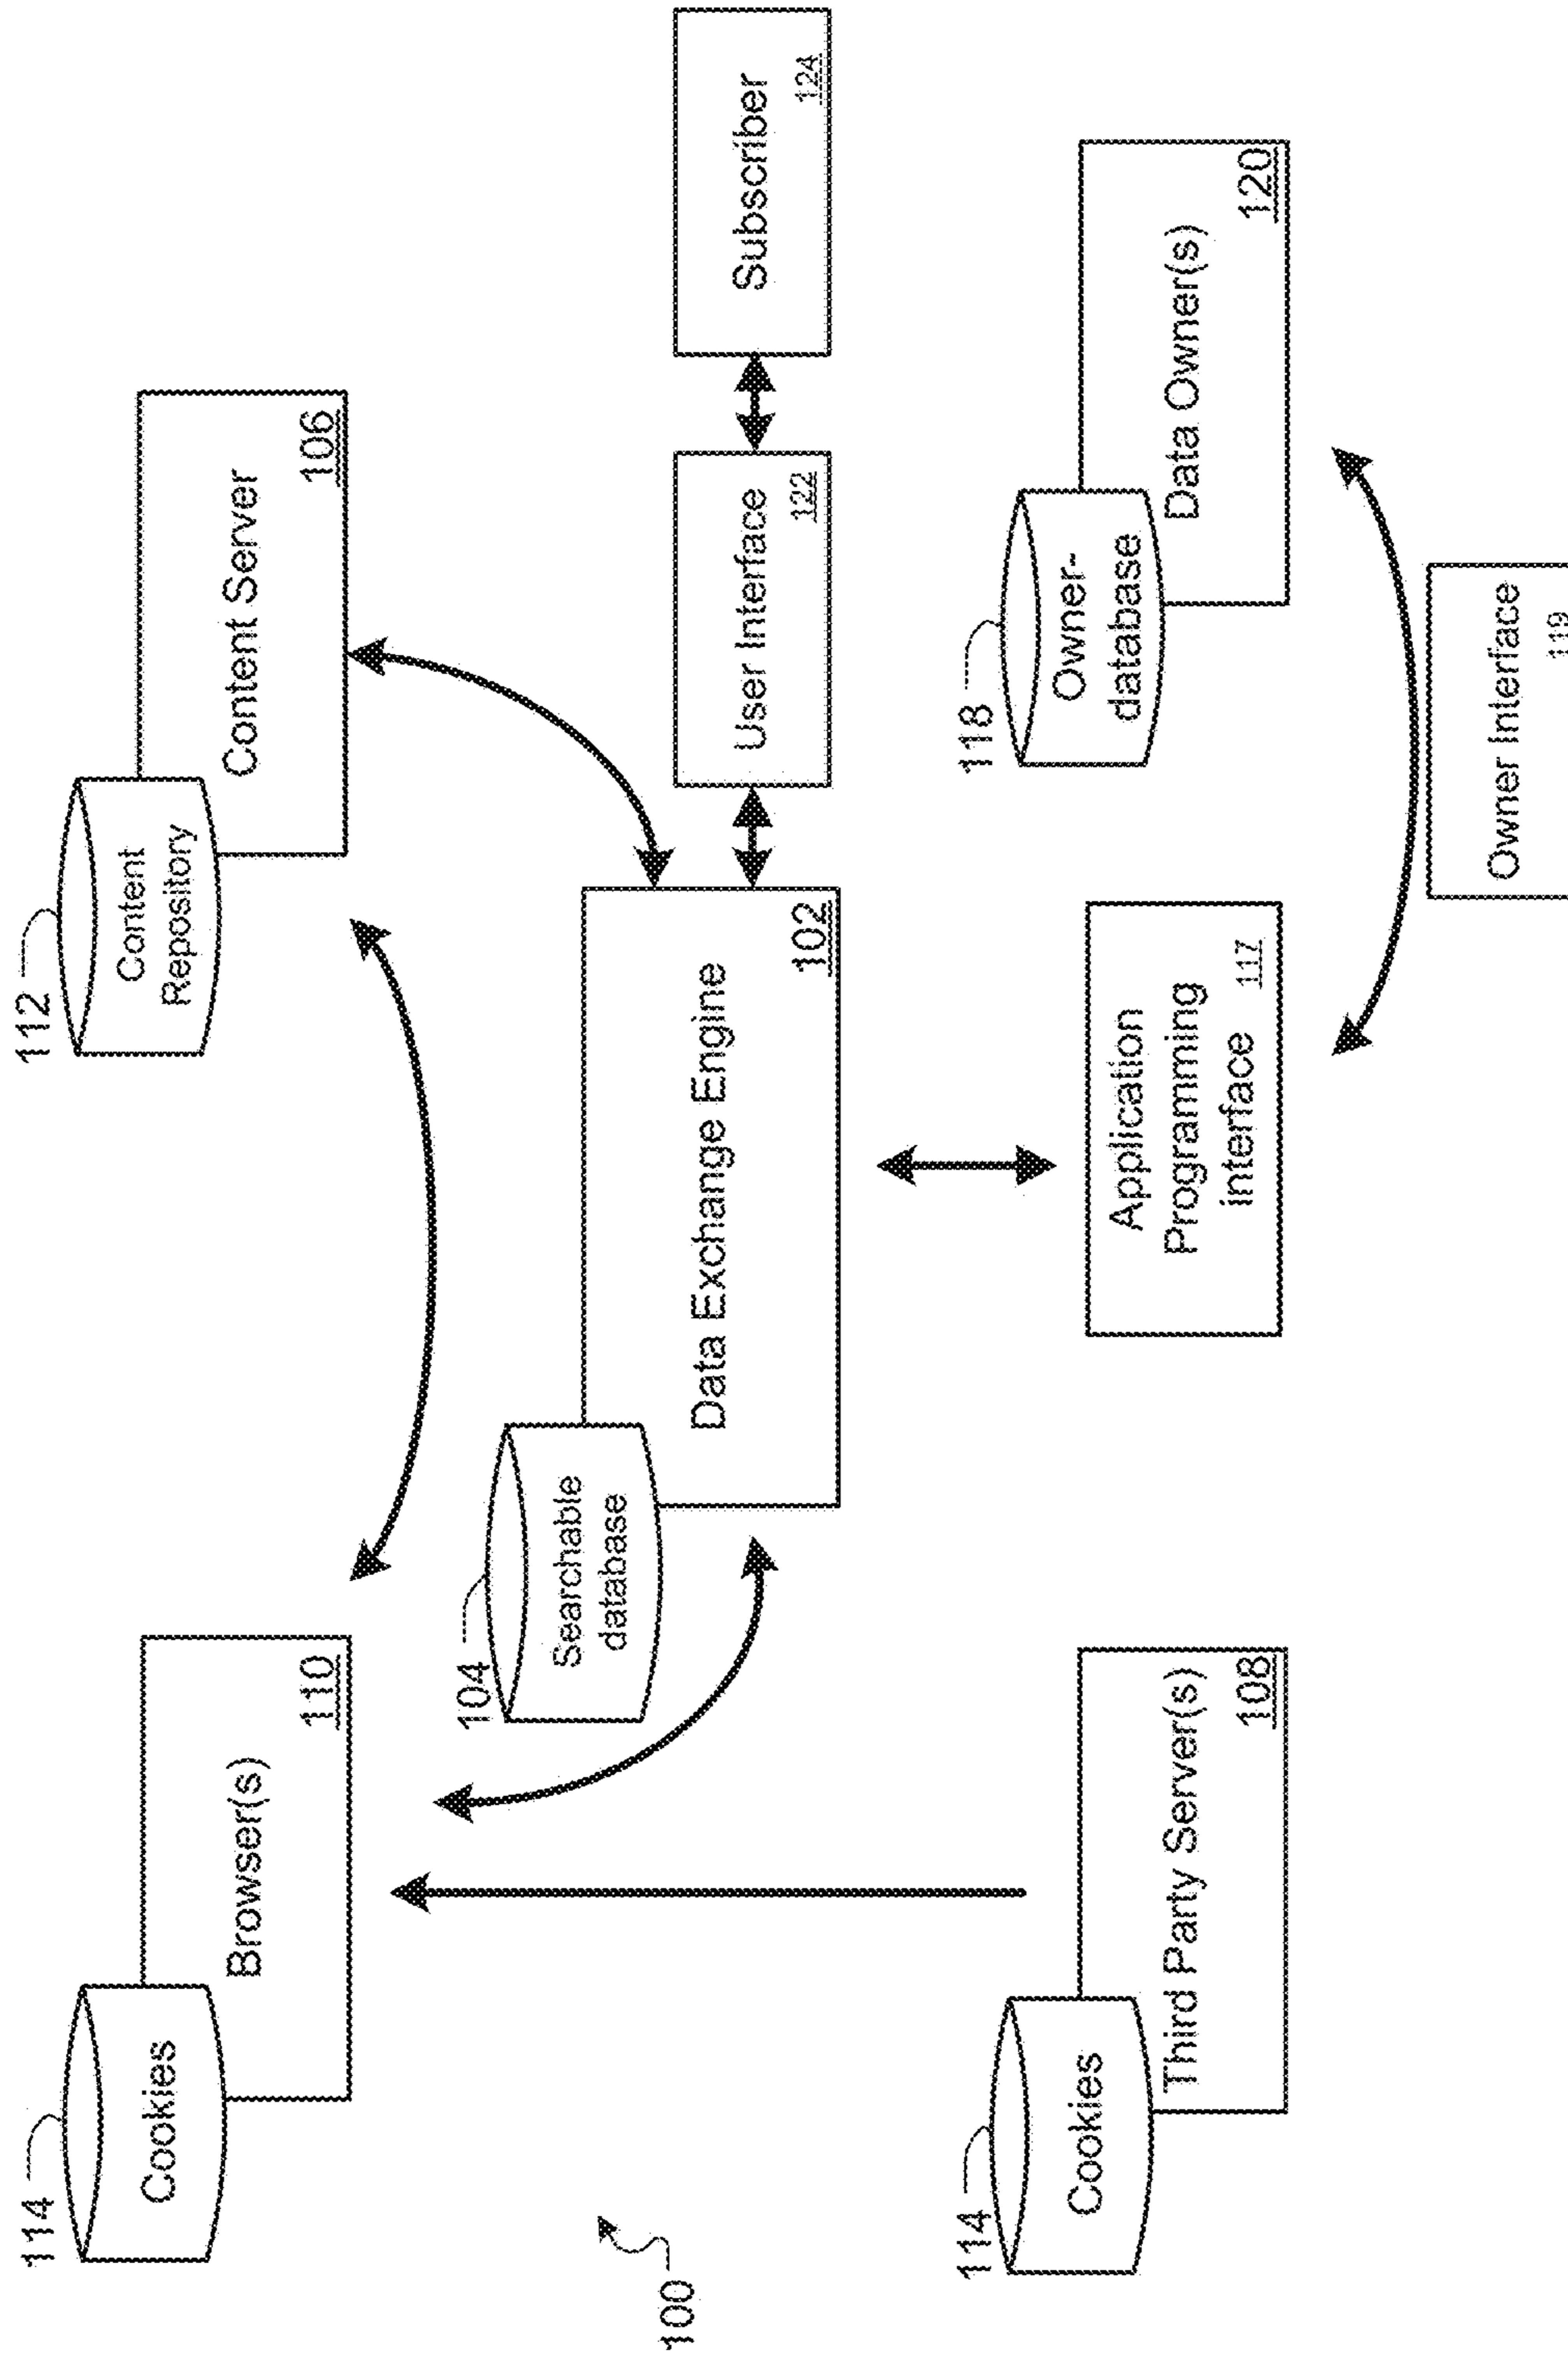 114
Cookies
Browser(s)
110
112
Content
Repository
Content Server
106
100
104
Searchable
database
Data Exchange Engine
102
User Interface
122
Subscriber
124
114
Cookies
Third Party Server(s)
108
Application
Programming
interface
117
118
Owner-
database
Data Owner(s)
120
Owner Interface
119